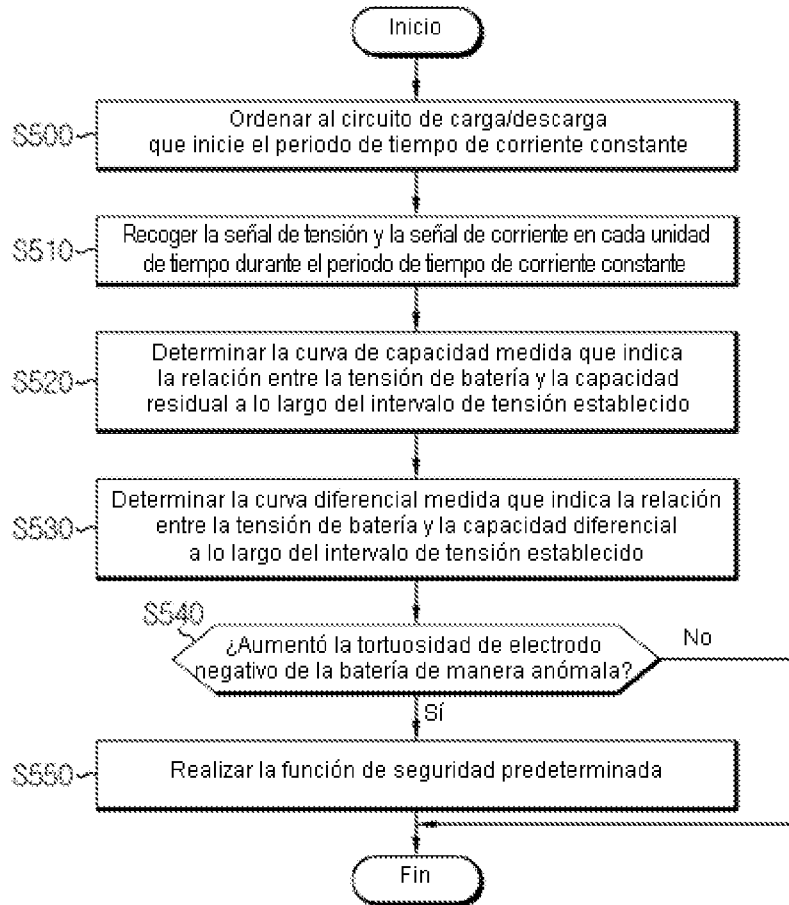 Inicio
S500
Ordenar al circuito de carga/descarga
que inicie el periodo de tiempo de corriente constante
S510
Recoger la señal de tensión y la señal de corriente en cada unidad
de tiempo durante el periodo de tiempo de corriente constante
S520
Determinar la curva de capacidad medida que indica
la relación entre la tensión de batería y la capacidad
residual a lo largo del intervalo de tensión establecido
S530
Determinar la curva diferencial medida que indica la relación
entre la tensión de batería y la capacidad diferencial
a lo largo del intervalo de tensión establecido
S540
¿Aumentó la tortuosidad de electrodo
negativo de la batería de manera anómala?
No
Sí
S550
Realizar la función de seguridad predeterminada
Fin